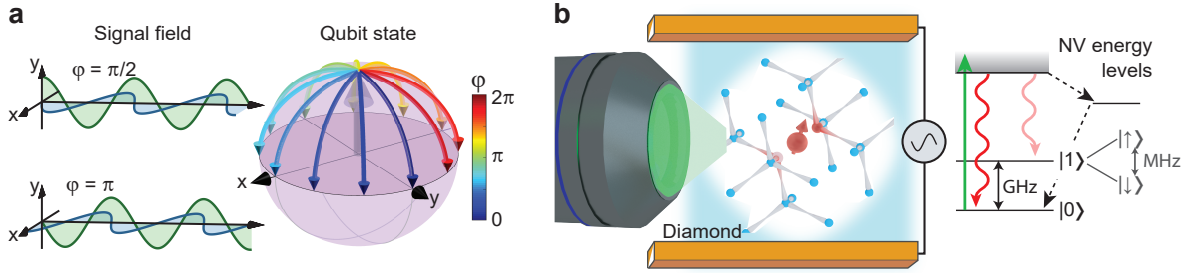 a
Signal field
Qubit state
y
φ = π/2
x
y
φ = π
x
x
y
φ
2π
π
0
b
Diamond
NV energy
levels
|1⟩
|↑⟩
MHz
|↓⟩
GHz
|0⟩